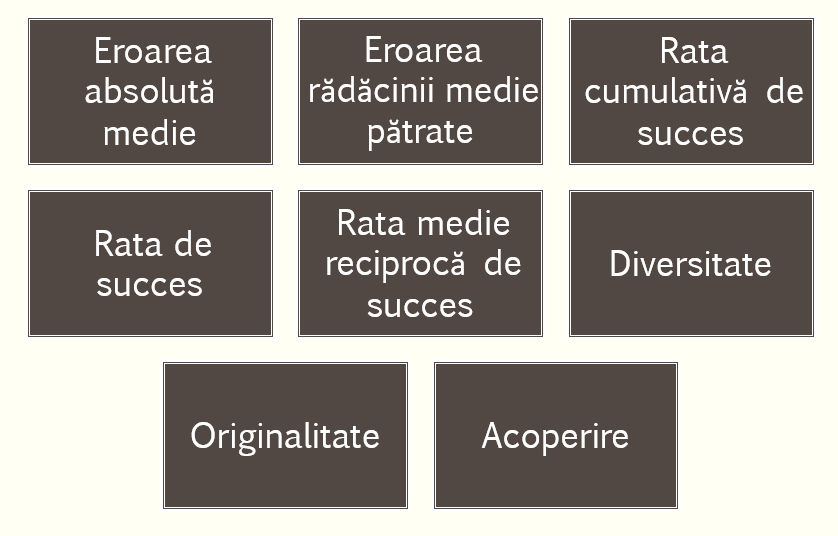 Eroarea
absolută
medie
Eroarea
rădăcinii medie
pătrate
Rata
cumulativă de
succes
Rata de
succes
Rata medie
reciprocă de
succes
Diversitate
Originalitate
Acoperire